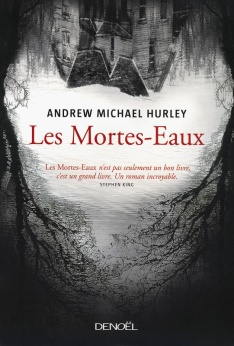 ANDREW MICHAEL HURLEY
Les Mortes-Eaux
Les Mortes-Eaux n'est pas seulement un bon livre,
c'est un grand livre. Un roman incroyable.
STEPHEN KING
DENOËL